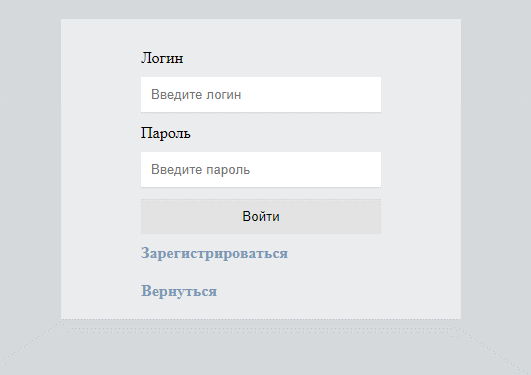 Логин
Введите логин
Пароль
Введите пароль
Войти
Зарегистрироваться
Вернуться